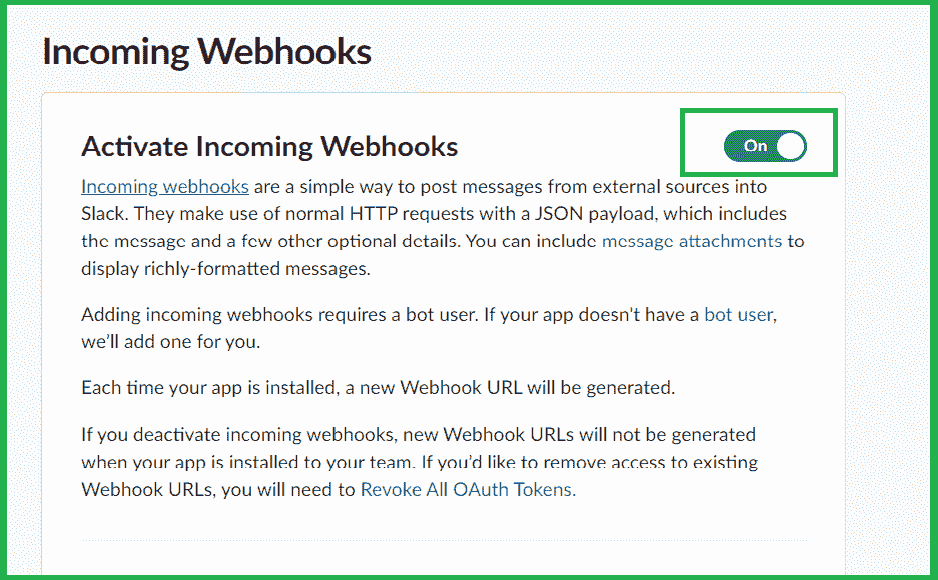 Incoming Webhooks
Activate Incoming Webhooks
On
Incoming webhooks are a simple way to post messages from external sources into
Slack. They make use of normal HTTP requests with a JSON payload, which includes
the message and a few other optional details. You can include message attachments to
display richly-formatted messages.
Adding incoming webhooks requires a bot user. If your app doesn't have a bot user,
we’ll add one for you.
Each time your app is installed, a new Webhook URL will be generated.
If you deactivate incoming webhooks, new Webhook URLs will not be generated
when your app is installed to your team. If you’d like to remove access to existing
Webhook URLs, you will need to Revoke All OAuth Tokens.